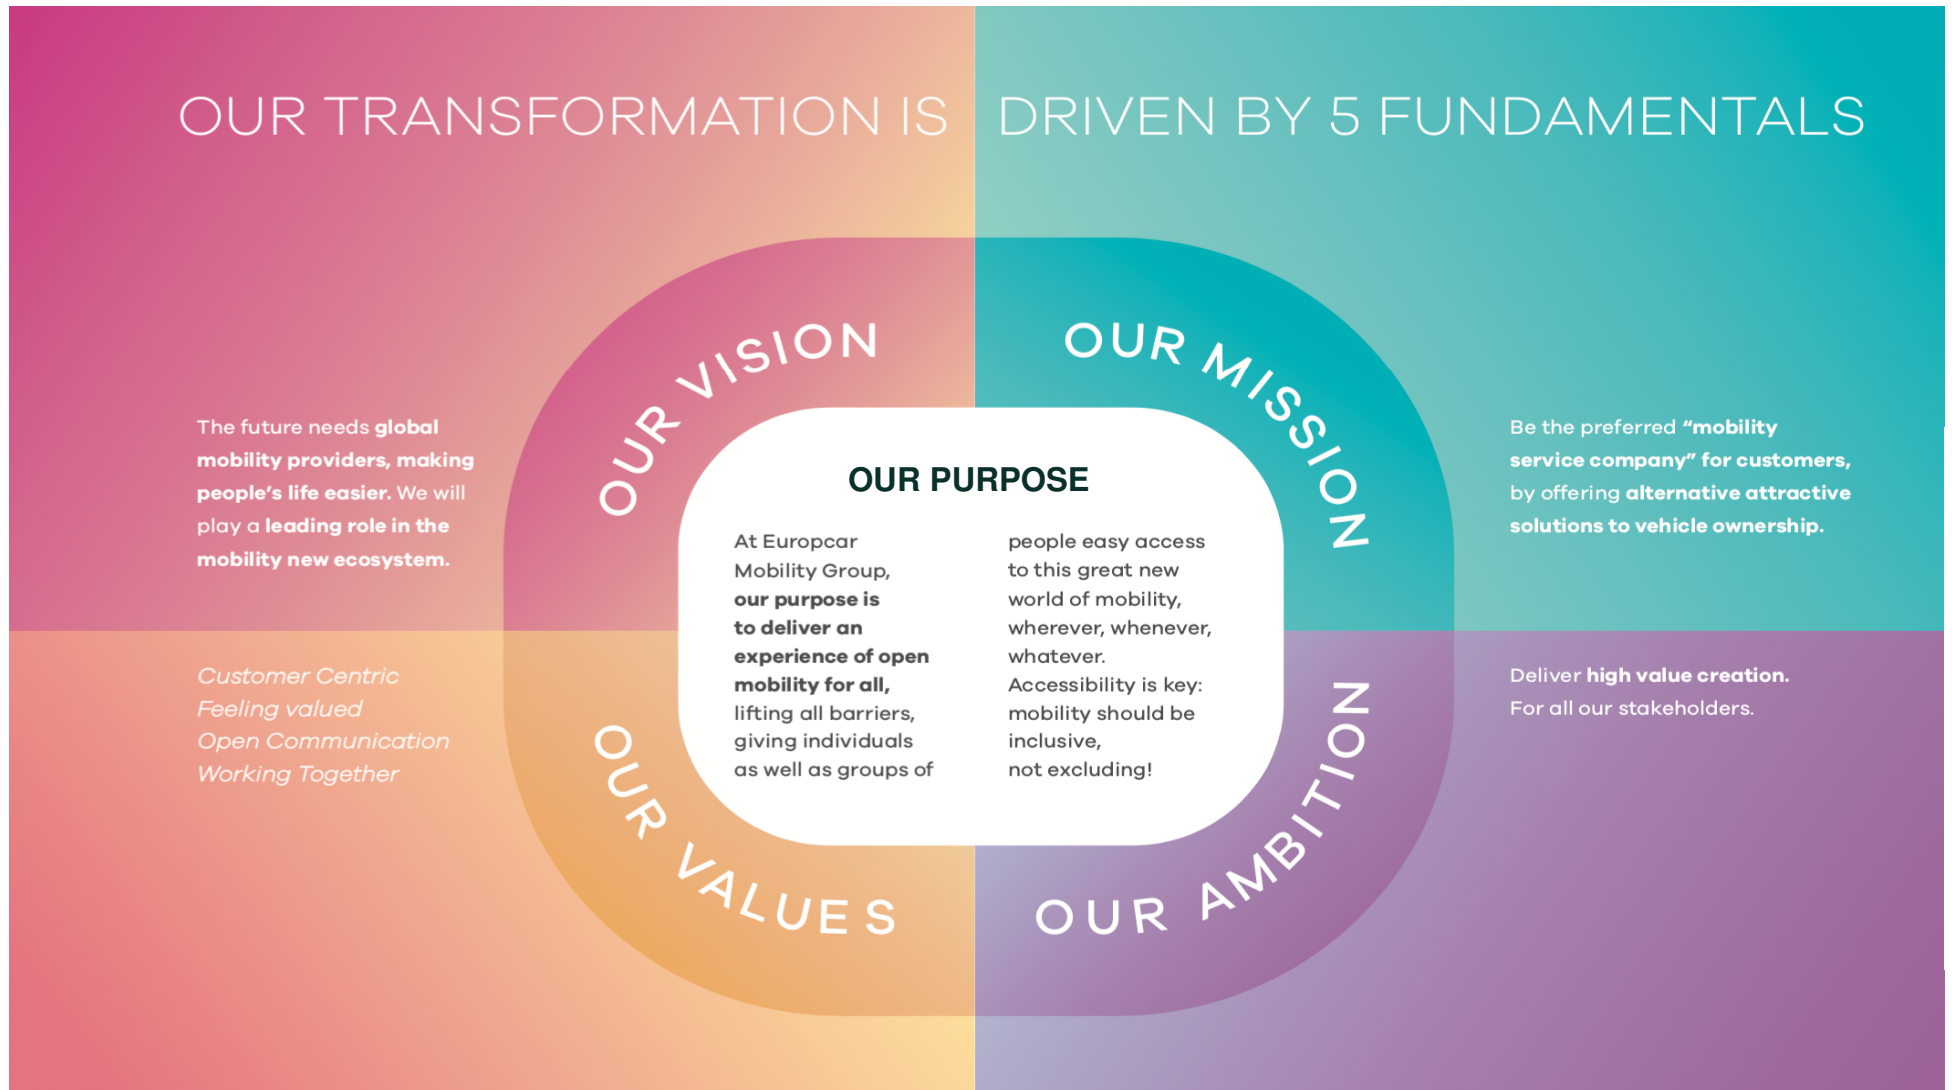 OUR TRANSFORMATION IS DRIVEN BY 5 FUNDAMENTALS
OUR VISION
The future needs global
mobility providers, making
people's life easier. We will
play a leading role in the
mobility new ecosystem.
OUR MISSION
Be the preferred “mobility
service company” for customers,
by offering alternative attractive
solutions to vehicle ownership.
OUR PURPOSE
At Europcar
Mobility Group,
our purpose is
to deliver an
experience of open
mobility for all,
lifting all barriers,
giving individuals
as well as groups of
people easy access
to this great new
world of mobility,
wherever, whenever,
whatever.
Accessibility is key:
mobility should be
inclusive,
not excluding!
OUR VALUES
Customer Centric
Feeling valued
Open Communication
Working Together
OUR AMBITION
Deliver high value creation.
For all our stakeholders.